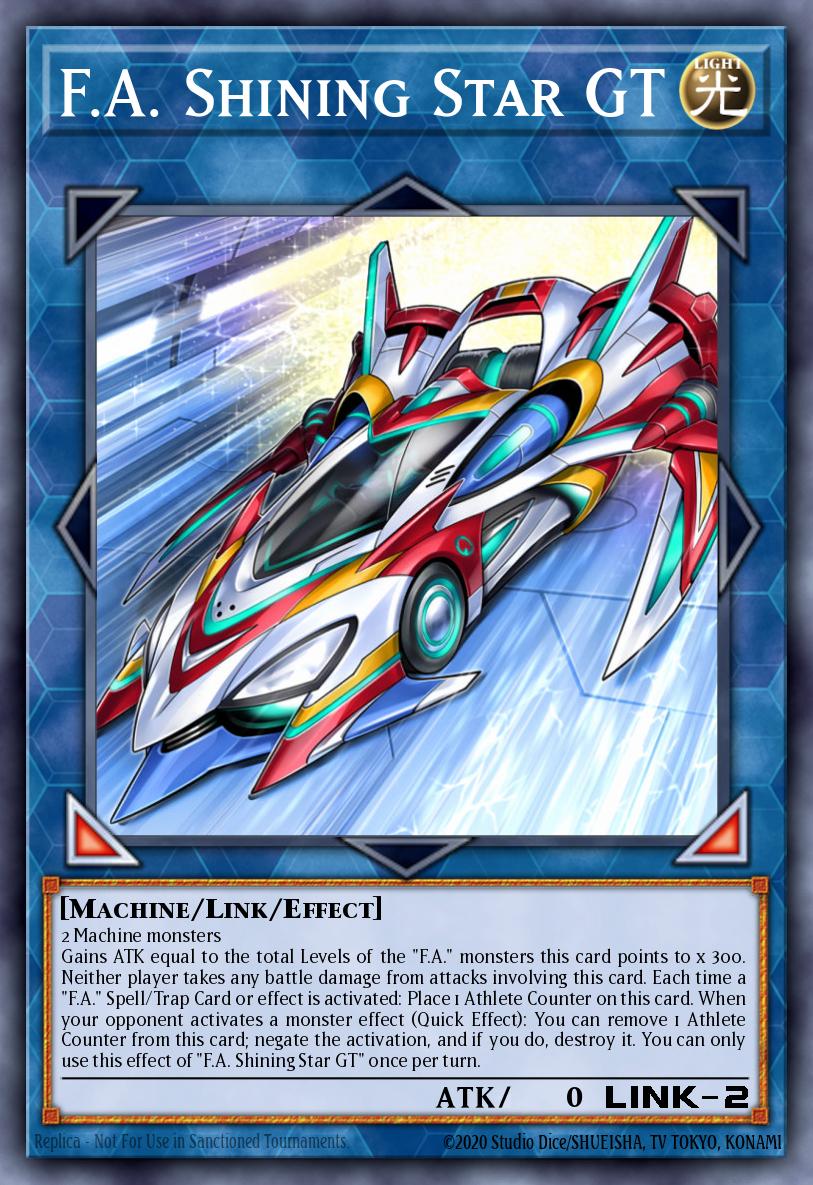 F.A. Shining Star GT
LIGHT
光
[Machine/Link/Effect]
2 Machine monsters
Gains ATK equal to the total Levels of the "F.A." monsters this card points to x 300.
Neither player takes any battle damage from attacks involving this card. Each time a
"F.A." Spell/Trap Card or effect is activated: Place 1 Athlete Counter on this card. When
your opponent activates a monster effect (Quick Effect): You can remove 1 Athlete
Counter from this card; negate the activation, and if you do, destroy it. You can only
use this effect of "F.A. Shining Star GT" once per turn.
ATK/ 0 LINK-2
Replica - Not For Use in Sanctioned Tournaments.
©2020 Studio Dice/SHUEISHA, TV TOKYO, KONAMI